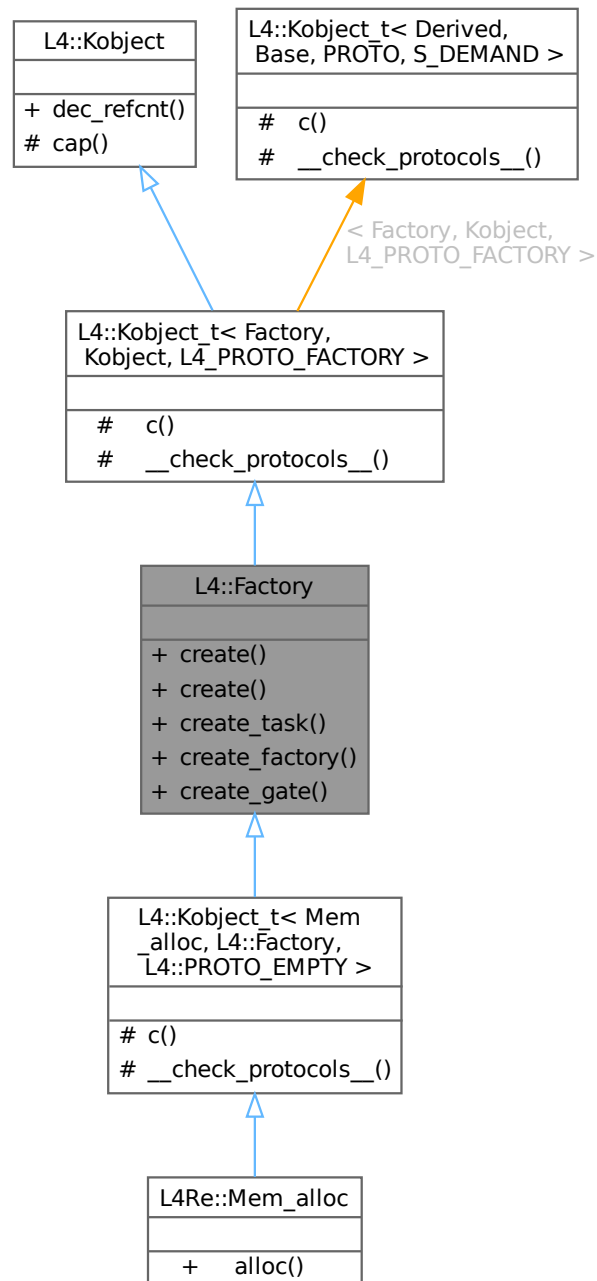 L4::Kobject
+ dec_refcnt()
# cap()
L4::Kobject_t< Derived,
Base, PROTO, S_DEMAND >
# c()
# __check_protocols__()
< Factory, Kobject,
L4_PROTO_FACTORY >
L4::Kobject_t< Factory,
Kobject, L4_PROTO_FACTORY >
# c()
# __check_protocols__()
L4::Factory
+ create()
+ create()
+ create_task()
+ create_factory()
+ create_gate()
L4::Kobject_t< Mem
_alloc, L4::Factory,
L4::PROTO_EMPTY >
# c()
# __check_protocols__()
L4Re::Mem_alloc
+ alloc()